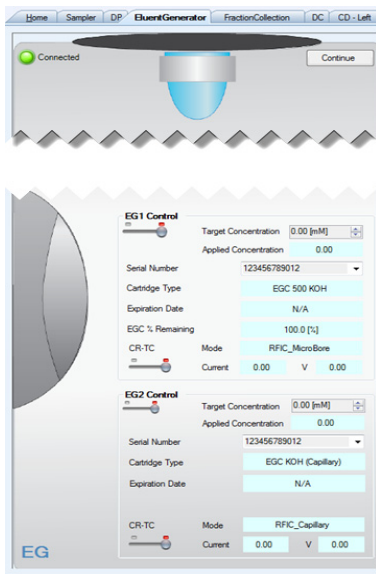 Home Sampler DP EluentGenerator FractionCollection DC CD - Left
Connected Continue
EG1 Control
Target Concentration 0.00 [mM]
Applied Concentration 0.00
Serial Number 123456789012
Cartridge Type EGC 500 KOH
Expiration Date N/A
EGC % Remaining 100.0 [%]
CR-TC Mode RFIC_MicroBore
Current 0.00 V 0.00
EG2 Control
Target Concentration 0.00 [mM]
Applied Concentration 0.00
Serial Number 123456789012
Cartridge Type EGC KOH (Capillary)
Expiration Date N/A
CR-TC Mode RFIC_Capillary
Current 0.00 V 0.00
EG